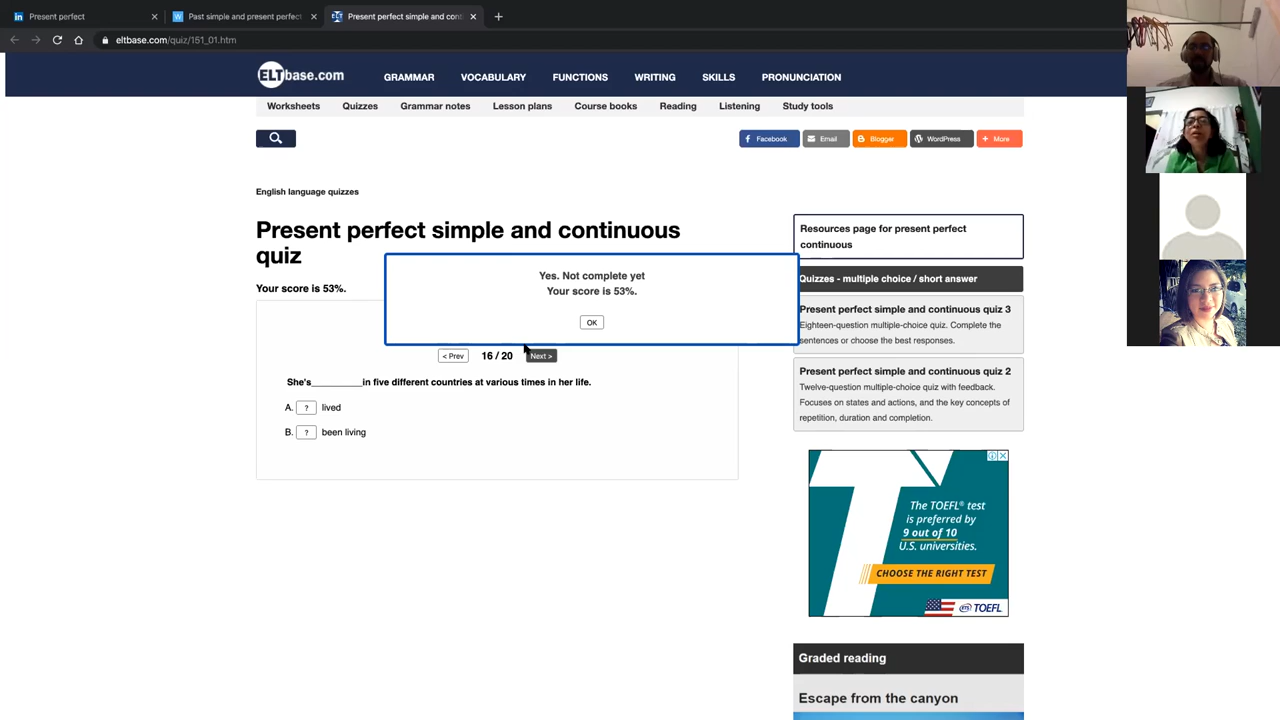 Present perfect
Past simple and present perfect
Present perfect simple and con
eltbase.com/quiz/151_01.htm
ELTbase.com
GRAMMAR
VOCABULARY
FUNCTIONS
WRITING
SKILLS
PRONUNCIATION
Worksheets
Quizzes
Grammar notes
Lesson plans
Course books
Reading
Listening
Study tools
Facebook
Email
Blogger
WordPress
More
English language quizzes
Present perfect simple and continuous
quiz
Your score is 53%.
Yes. Not complete yet
Your score is 53%.
OK
< Prev
16 / 20
Next >
She's__________in five different countries at various times in her life.
A. ? lived
B. ? been living
Resources page for present perfect
continuous
Quizzes - multiple choice / short answer
Present perfect simple and continuous quiz 3
Eighteen-question multiple-choice quiz. Complete the
sentences or choose the best responses.
Present perfect simple and continuous quiz 2
Twelve-question multiple-choice quiz with feedback.
Focuses on states and actions, and the key concepts of
repetition, duration and completion.
The TOEFL® test
is preferred by
9 out of 10
U.S. universities.
CHOOSE THE RIGHT TEST
ets TOEFL
Graded reading
Escape from the canyon